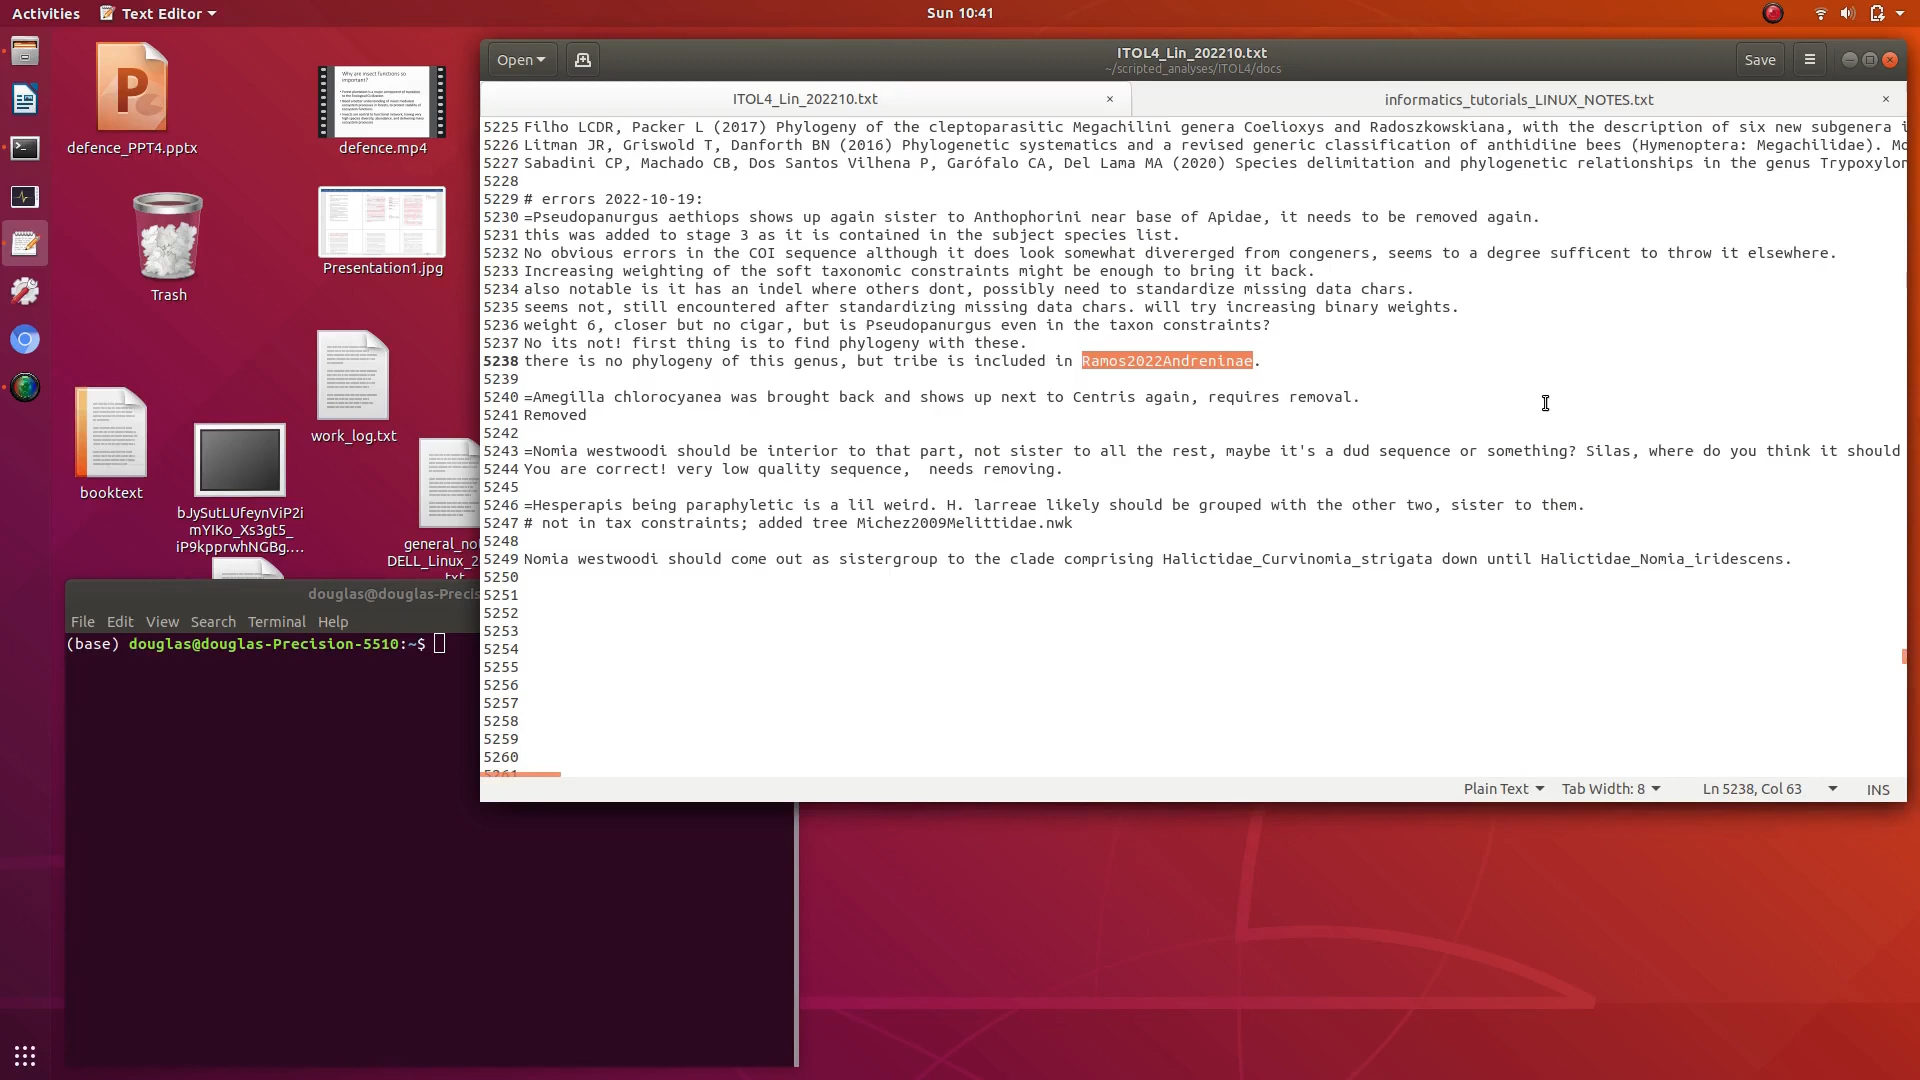 Activities
Text Editor
Sun 10:41
defence_PPT4.pptx
Why are insect functions so important?
defence.mp4
Trash
Presentation1.jpg
booktext
work_log.txt
bJySutLUfeynViP2i
mYIKo_Xs3gt5_
iP9kpprwhNGBg....
general_no
DELL_Linux_2
txt
Open
ITOL4_Lin_202210.txt
~/scripted_analyses/ITOL4/docs
Save
ITOL4_Lin_202210.txt
informatics_tutorials_LINUX_NOTES.txt
5225 Filho LCDR, Packer L (2017) Phylogeny of the cleptoparasitic Megachilini genera Coelioxys and Radoszkowskiana, with the description of six new subgenera i
5226 Litman JR, Griswold T, Danforth BN (2016) Phylogenetic systematics and a revised generic classification of anthidiine bees (Hymenoptera: Megachilidae). Mo
5227 Sabadini CP, Machado CB, Dos Santos Vilhena P, Garófalo CA, Del Lama MA (2020) Species delimitation and phylogenetic relationships in the genus Trypoxylon
5228
5229 # errors 2022-10-19:
5230 =Pseudopanurgus aethiops shows up again sister to Anthophorini near base of Apidae, it needs to be removed again.
5231 this was added to stage 3 as it is contained in the subject species list.
5232 No obvious errors in the COI sequence although it does look somewhat divererged from congeners, seems to a degree sufficent to throw it elsewhere.
5233 Increasing weighting of the soft taxonomic constraints might be enough to bring it back.
5234 also notable is it has an indel where others dont, possibly need to standardize missing data chars.
5235 seems not, still encountered after standardizing missing data chars. will try increasing binary weights.
5236 weight 6, closer but no cigar, but is Pseudopanurgus even in the taxon constraints?
5237 No its not! first thing is to find phylogeny with these.
5238 there is no phylogeny of this genus, but tribe is included in Ramos2022Andreninae.
5239
5240 =Amegilla chlorocyanea was brought back and shows up next to Centris again, requires removal.
5241 Removed
5242
5243 =Nomia westwoodi should be interior to that part, not sister to all the rest, maybe it's a dud sequence or something? Silas, where do you think it should
5244 You are correct! very low quality sequence,  needs removing.
5245
5246 =Hesperapis being paraphyletic is a lil weird. H. larreae likely should be grouped with the other two, sister to them.
5247 # not in tax constraints; added tree Michez2009Melittidae.nwk
5248
5249 Nomia westwoodi should come out as sistergroup to the clade comprising Halictidae_Curvinomia_strigata down until Halictidae_Nomia_iridescens.
5250
5251
5252
5253
5254
5255
5256
5257
5258
5259
5260
5261
Plain Text
Tab Width: 8
Ln 5238, Col 63
INS
douglas@douglas-Precis
File Edit View Search Terminal Help
(base) douglas@douglas-Precision-5510:~$